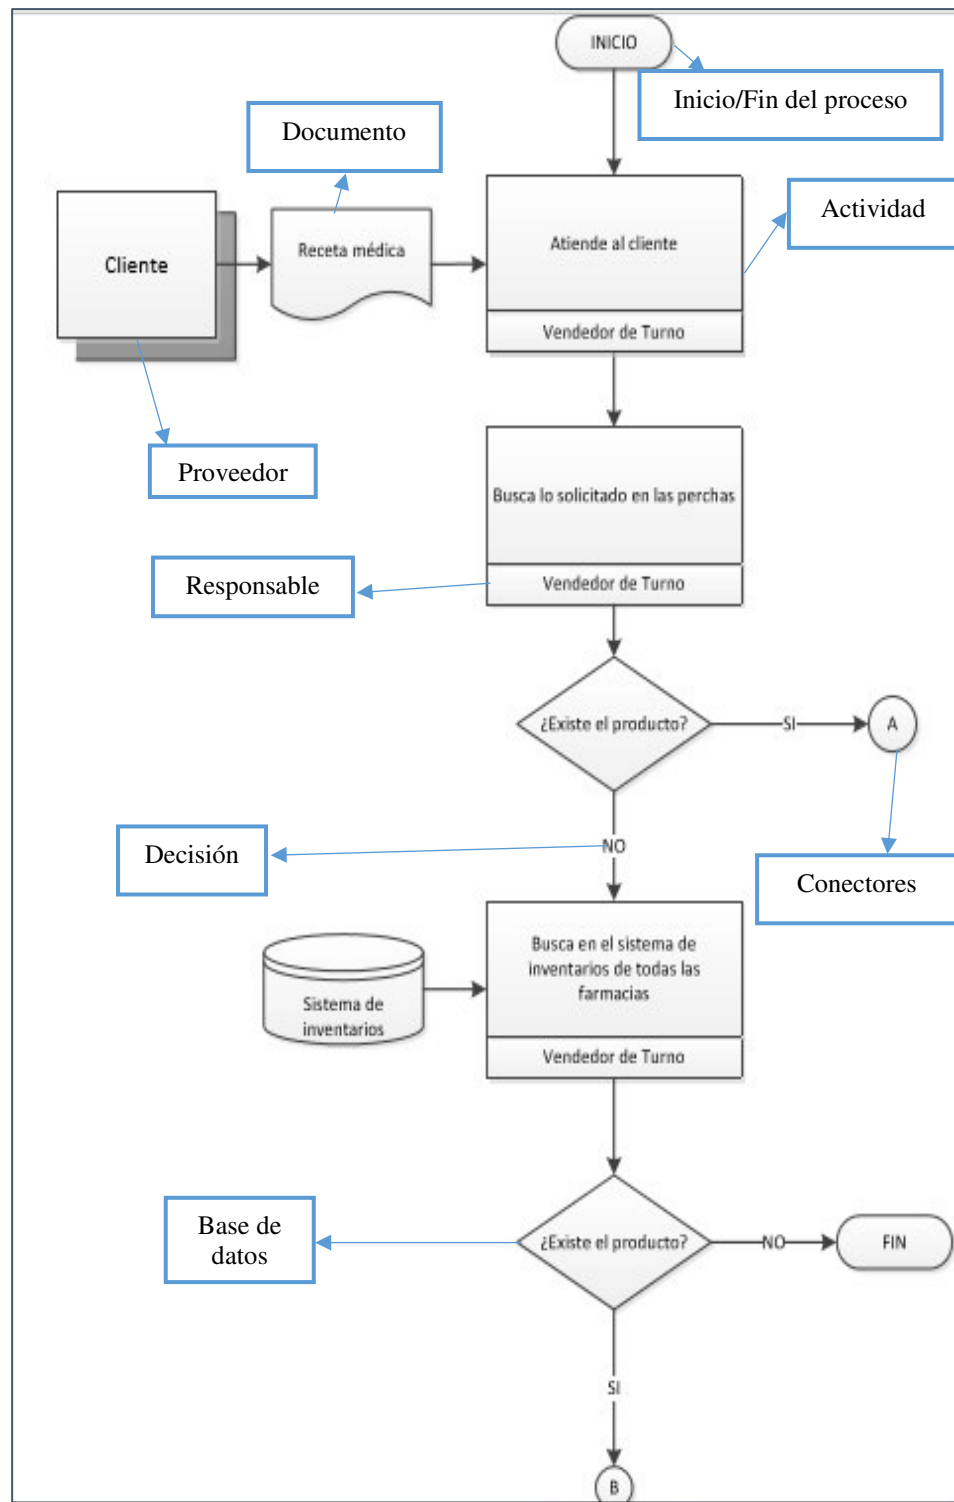 INICIO
Inicio/Fin del proceso
Documento
Actividad
Receta médica
Atiende al cliente
Cliente
Vendedor de Turno
Proveedor
Busca lo solicitado en las perchas
Responsable
Vendedor de Turno
¿Existe el producto?
SI
A
NO
Decisión
Conectores
Busca en el sistema de
inventarios de todas las
farmacias
Sistema de
inventarios
Vendedor de Turno
Base de
datos
¿Existe el producto?
NO
FIN
SI
B